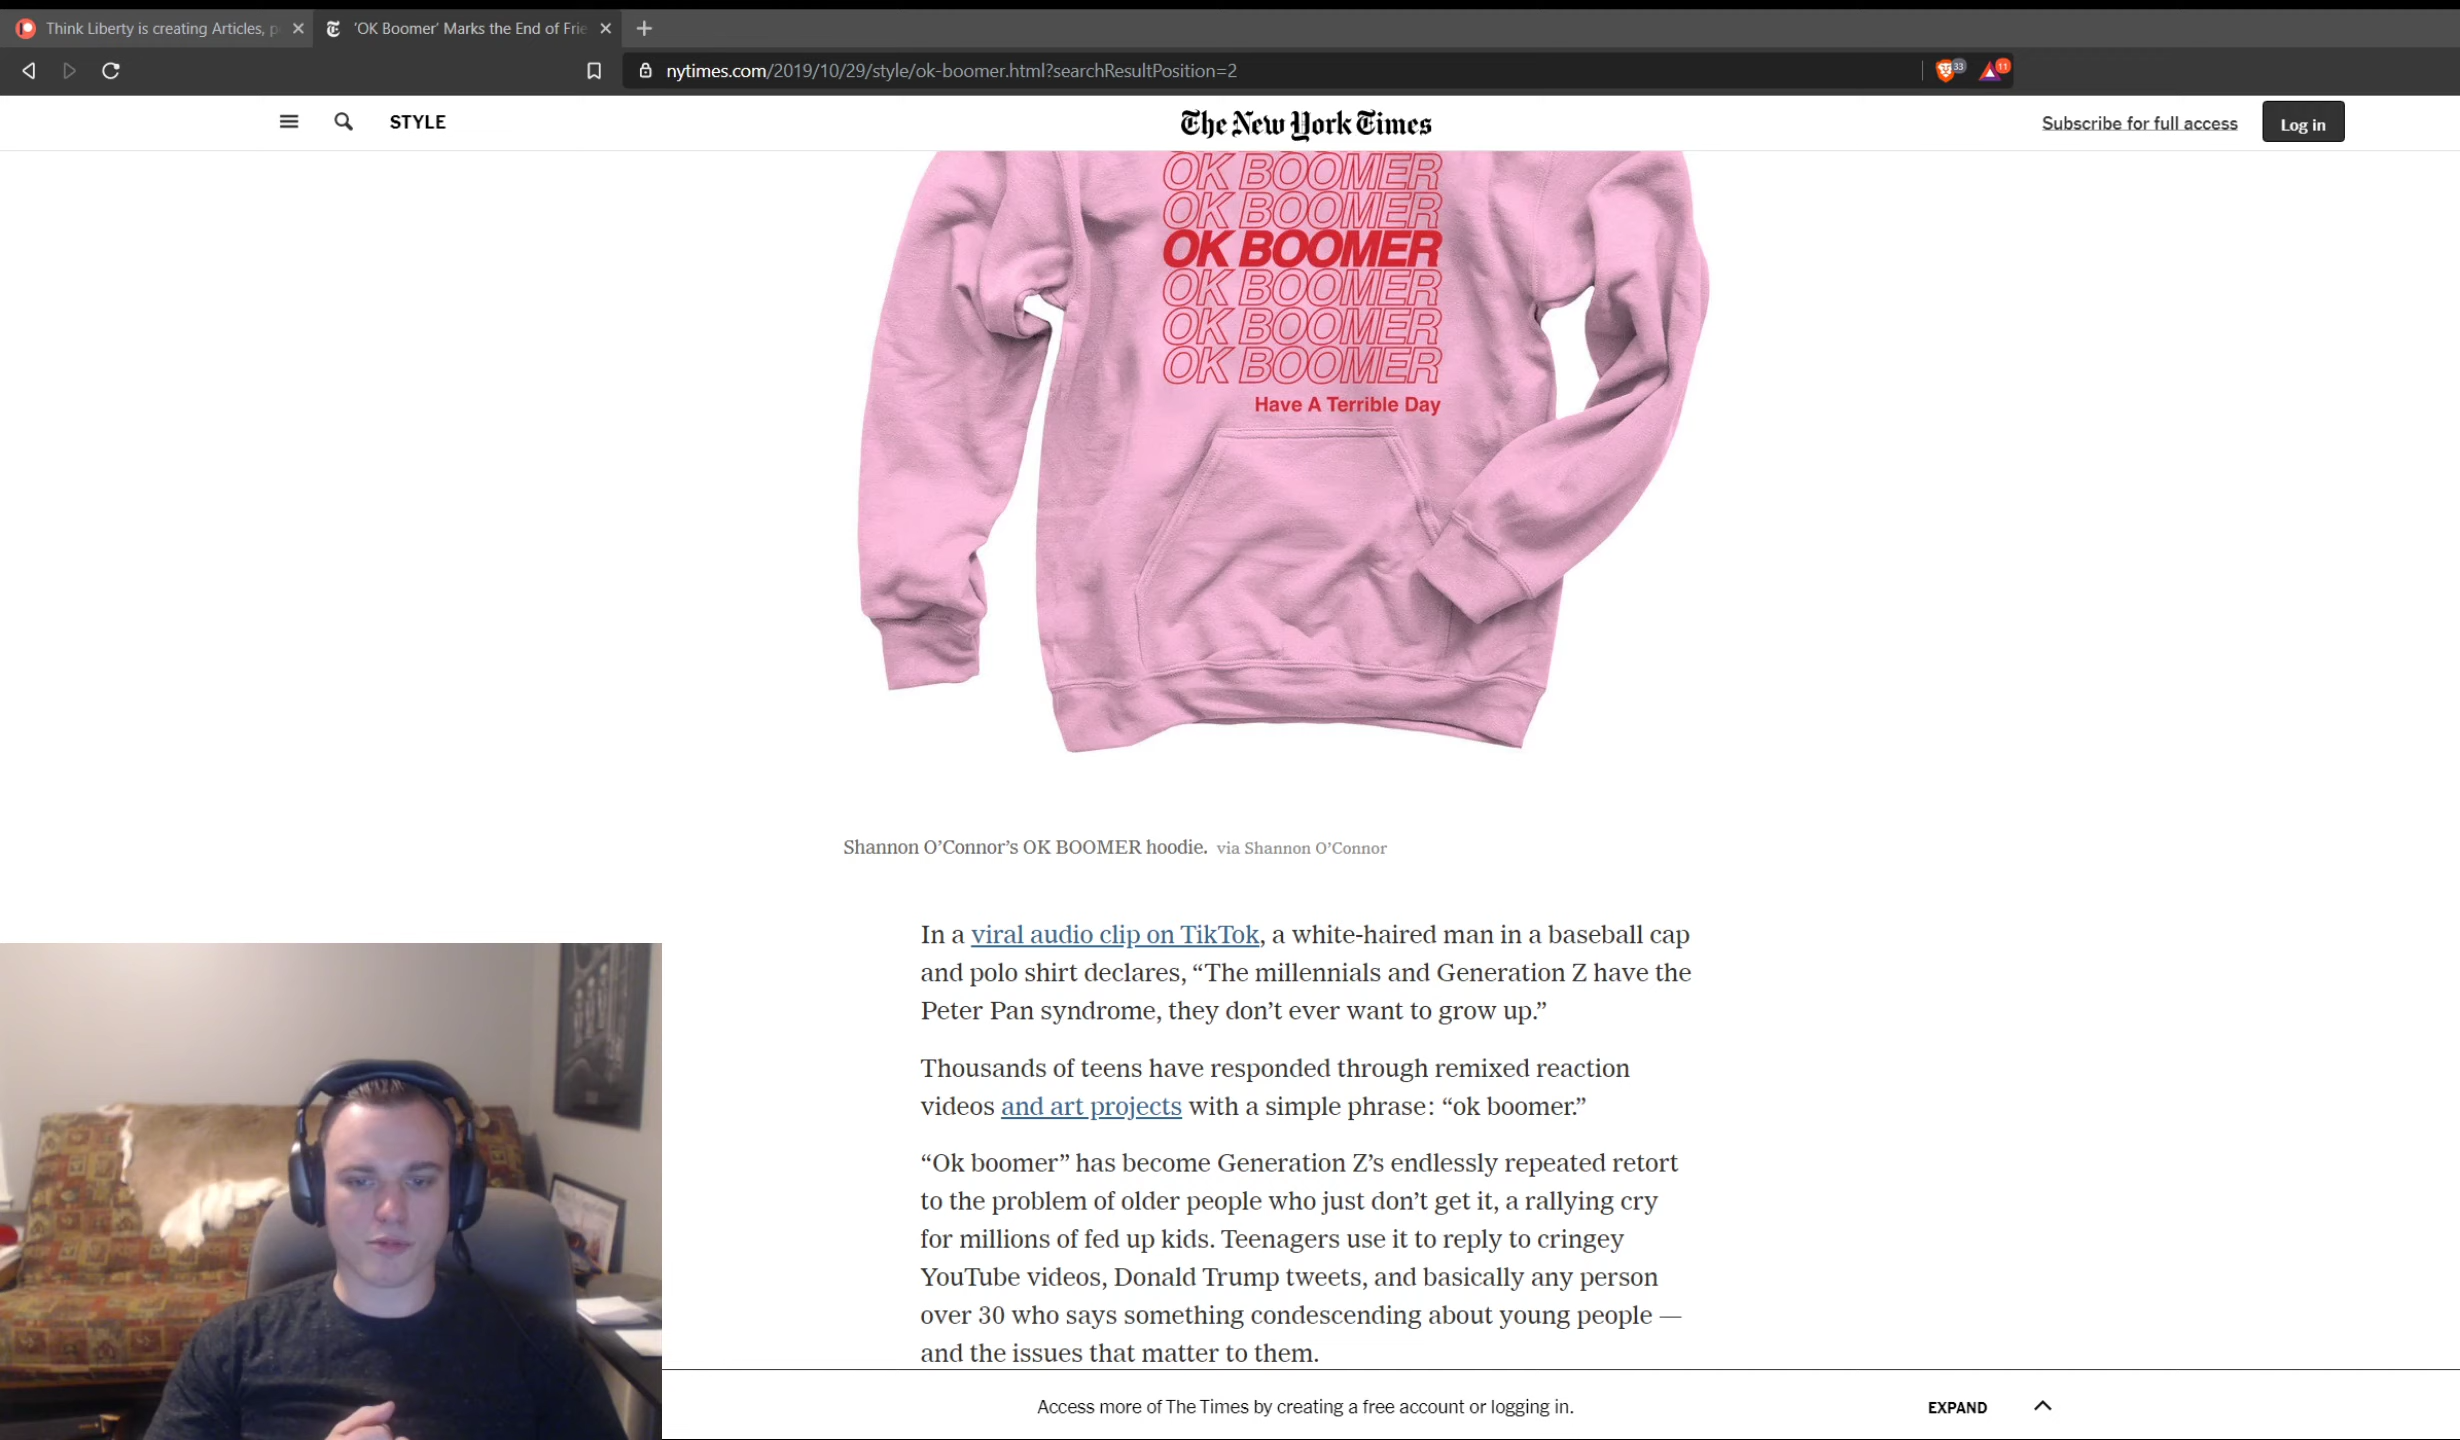 Think Liberty is creating Articles, p
'OK Boomer' Marks the End of Frie
nytimes.com/2019/10/29/style/ok-boomer.html?searchResultPosition=2
33
11
STYLE
The New York Times
Subscribe for full access
Log in
OK BOOMER
OK BOOMER
OK BOOMER
OK BOOMER
OK BOOMER
OK BOOMER
Have A Terrible Day
Shannon O’Connor’s OK BOOMER hoodie. via Shannon O’Connor
In a viral audio clip on TikTok, a white-haired man in a baseball cap
and polo shirt declares, “The millennials and Generation Z have the
Peter Pan syndrome, they don’t ever want to grow up.”
Thousands of teens have responded through remixed reaction
videos and art projects with a simple phrase: “ok boomer.”
“Ok boomer” has become Generation Z’s endlessly repeated retort
to the problem of older people who just don’t get it, a rallying cry
for millions of fed up kids. Teenagers use it to reply to cringey
YouTube videos, Donald Trump tweets, and basically any person
over 30 who says something condescending about young people —
and the issues that matter to them.
Access more of The Times by creating a free account or logging in.
EXPAND